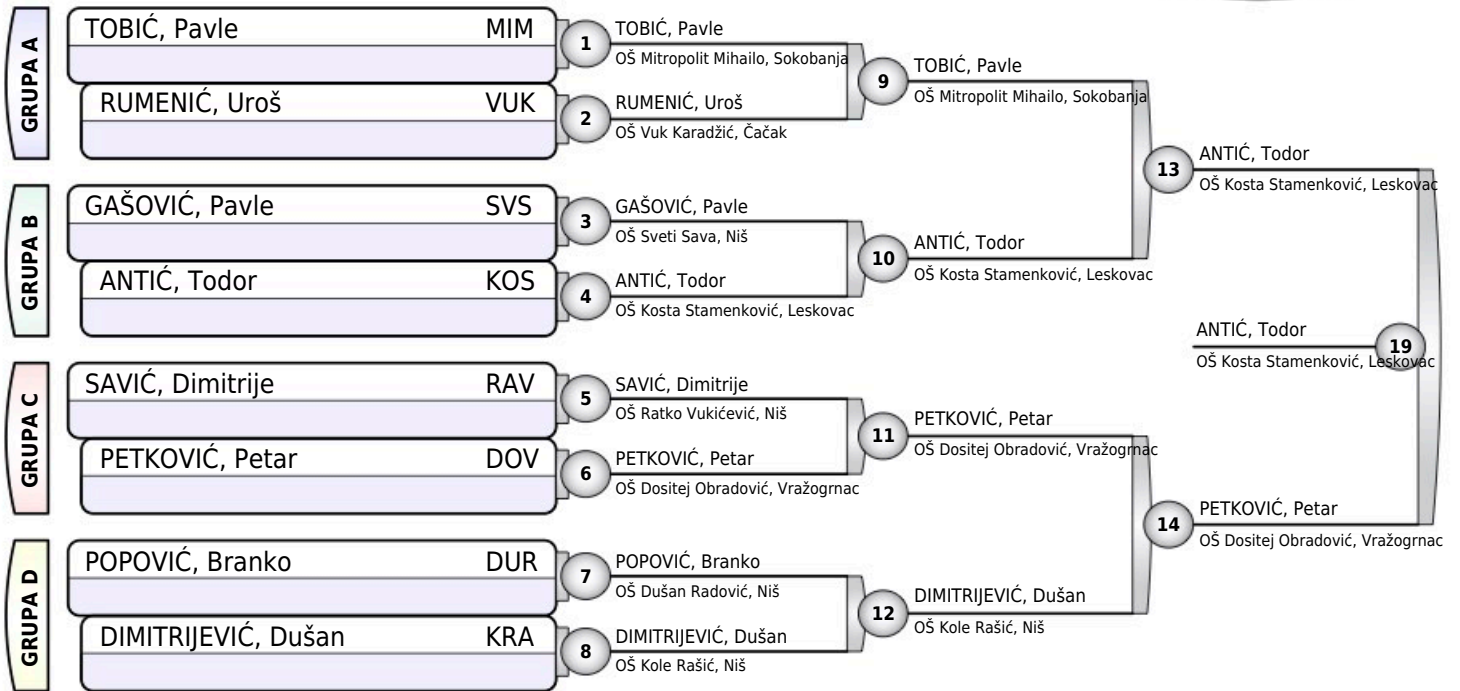 GRUPA A
TOBIĆ, Pavle MIM
RUMENIĆ, Uroš VUK
GRUPA B
GAŠOVIĆ, Pavle SVS
ANTIĆ, Todor KOS
GRUPA C
SAVIĆ, Dimitrije RAV
PETKOVIĆ, Petar DOV
GRUPA D
POPOVIĆ, Branko DUR
DIMITRIJEVIĆ, Dušan KRA
1
TOBIĆ, Pavle
OŠ Mitropolit Mihailo, Sokobanja
2
RUMENIĆ, Uroš
OŠ Vuk Karadžić, Čačak
3
GAŠOVIĆ, Pavle
OŠ Sveti Sava, Niš
4
ANTIĆ, Todor
OŠ Kosta Stamenković, Leskovac
5
SAVIĆ, Dimitrije
OŠ Ratko Vukićević, Niš
6
PETKOVIĆ, Petar
OŠ Dositej Obradović, Vražogrnac
7
POPOVIĆ, Branko
OŠ Dušan Radović, Niš
8
DIMITRIJEVIĆ, Dušan
OŠ Kole Rašić, Niš
9
TOBIĆ, Pavle
OŠ Mitropolit Mihailo, Sokobanja
10
ANTIĆ, Todor
OŠ Kosta Stamenković, Leskovac
11
PETKOVIĆ, Petar
OŠ Dositej Obradović, Vražogrnac
12
DIMITRIJEVIĆ, Dušan
OŠ Kole Rašić, Niš
13
ANTIĆ, Todor
OŠ Kosta Stamenković, Leskovac
14
PETKOVIĆ, Petar
OŠ Dositej Obradović, Vražogrnac
19
ANTIĆ, Todor
OŠ Kosta Stamenković, Leskovac